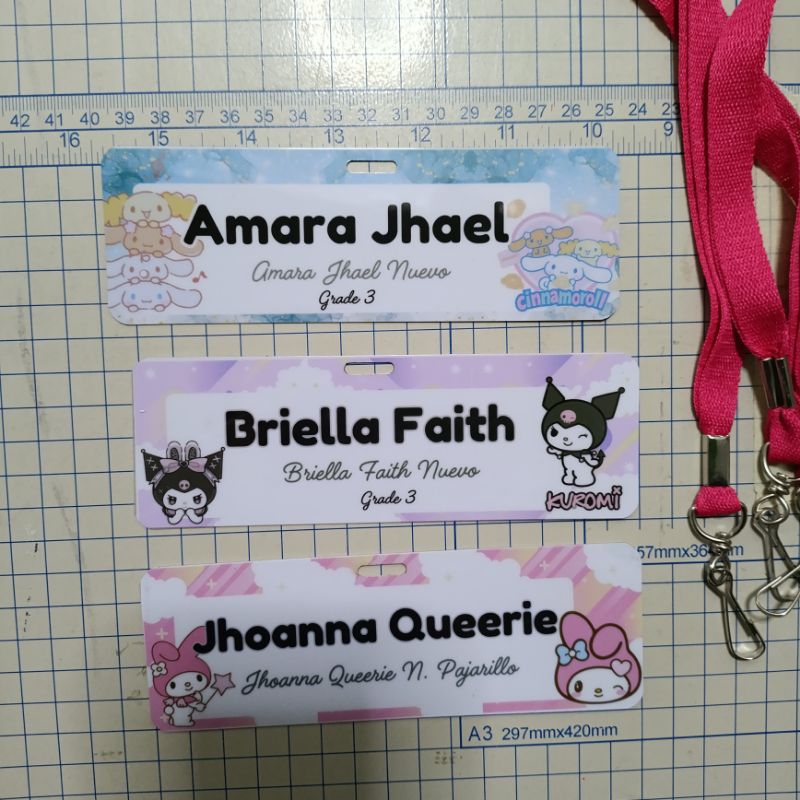 42 41 40 39 38 37 36 35 34 33 32 31 30 29 28 27 26 25 24 23
16 15 14 13 12 11 10 9
Amara Jhael
Amara Jhael Nuevo
Grade 3
cinnamoroll
Briella Faith
Briella Faith Nuevo
Grade 3
KUROMi
Jhoanna Queerie
Jhoanna Queerie N. Pajarillo
A3 297mmx420mm